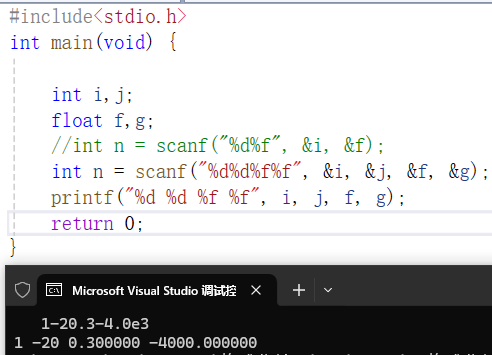 #include<stdio.h>
int main(void) {
int i,j;
float f,g;
//int n = scanf("%d%f", &i, &f);
int n = scanf("%d%d%f%f", &i, &j, &f, &g);
printf("%d %d %f %f", i, j, f, g);
return 0;
}
Microsoft Visual Studio 调试控
1-20.3-4.0e3
1 -20 0.300000 -4000.000000